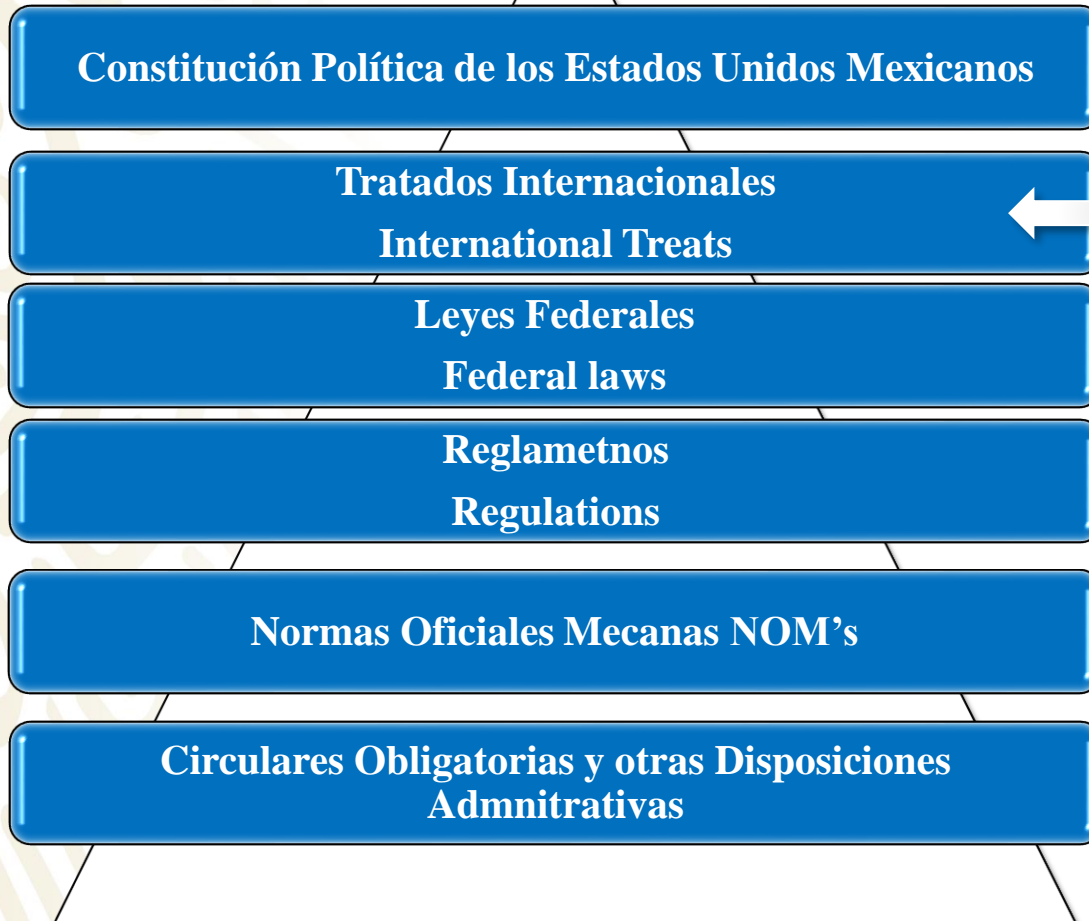 Constitución Política de los Estados Unidos Mexicanos
Tratados Internacionales
International Treats
Leyes Federales
Federal laws
Reglametnos
Regulations
Normas Oficiales Mecanas NOM’s
Circulares Obligatorias y otras Disposiciones
Admnitrativas